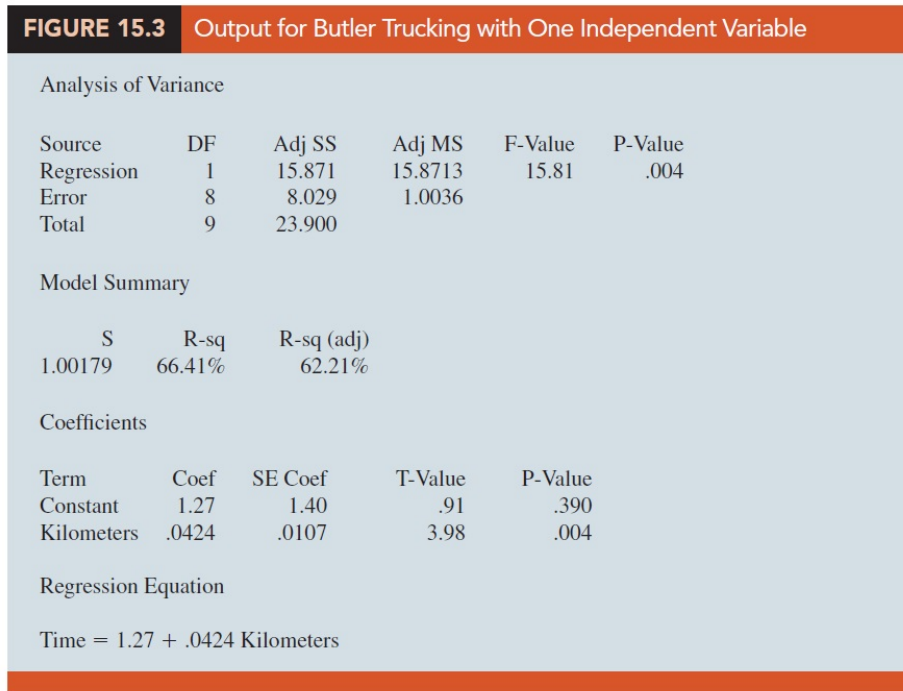 FIGURE 15.3 Output for Butler Trucking with One Independent Variable
Analysis of Variance
Source DF Adj SS Adj MS F-Value P-Value
Regression 1 15.871 15.8713 15.81 .004
Error 8 8.029 1.0036
Total 9 23.900
Model Summary
S R-sq R-sq (adj)
1.00179 66.41% 62.21%
Coefficients
Term Coef SE Coef T-Value P-Value
Constant 1.27 1.40 .91 .390
Kilometers .0424 .0107 3.98 .004
Regression Equation
Time = 1.27 + .0424 Kilometers